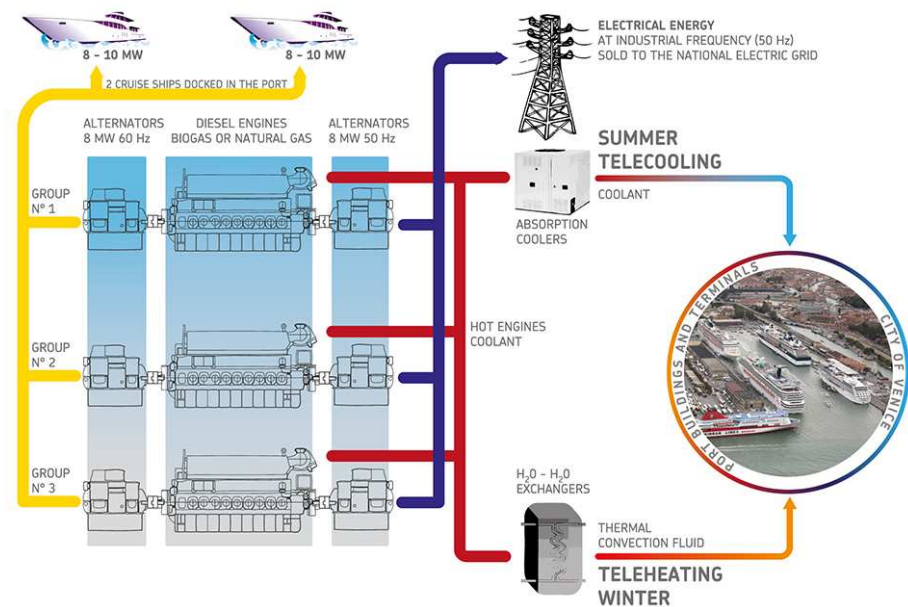 8 – 10 MW
8 – 10 MW
2 CRUISE SHIPS DOCKED IN THE PORT
ELECTRICAL ENERGY
AT INDUSTRIAL FREQUENCY (50 Hz)
SOLD TO THE NATIONAL ELECTRIC GRID
ALTERNATORS
8 MW 60 Hz
DIESEL ENGINES
BIOGAS OR NATURAL GAS
ALTERNATORS
8 MW 50 Hz
GROUP
N° 1
GROUP
N° 2
GROUP
N° 3
HOT ENGINES
COOLANT
SUMMER
TELECOOLING
COOLANT
ABSORPTION
COOLERS
PORT BUILDINGS AND TERMINALS
CITY OF VENICE
H₂O – H₂O
EXCHANGERS
THERMAL
CONVECTION FLUID
TELEHEATING
WINTER